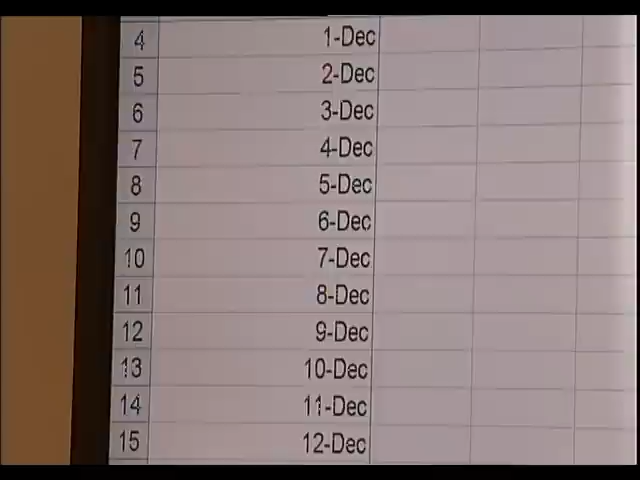 4 1-Dec
5 2-Dec
6 3-Dec
7 4-Dec
8 5-Dec
9 6-Dec
10 7-Dec
11 8-Dec
12 9-Dec
13 10-Dec
14 11-Dec
15 12-Dec